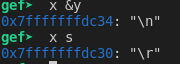 gef➤  x &y
0x7fffffffdc34: "\n"
gef➤  x s
0x7fffffffdc30: "\r"